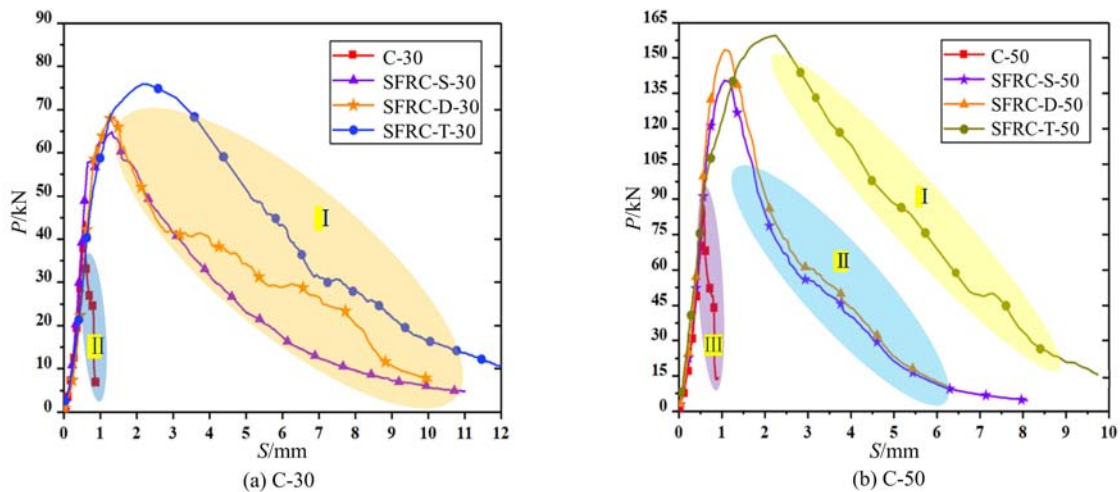 90
80
70
60
50
40
30
20
10
0
P/kN
C-30
SFRC-S-30
SFRC-D-30
SFRC-T-30
I
II
0 1 2 3 4 5 6 7 8 9 10 11 12
S/mm
(a) C-30
165
150
135
120
105
90
75
60
45
30
15
0
P/kN
C-50
SFRC-S-50
SFRC-D-50
SFRC-T-50
I
II
III
0 1 2 3 4 5 6 7 8 9 10
S/mm
(b) C-50